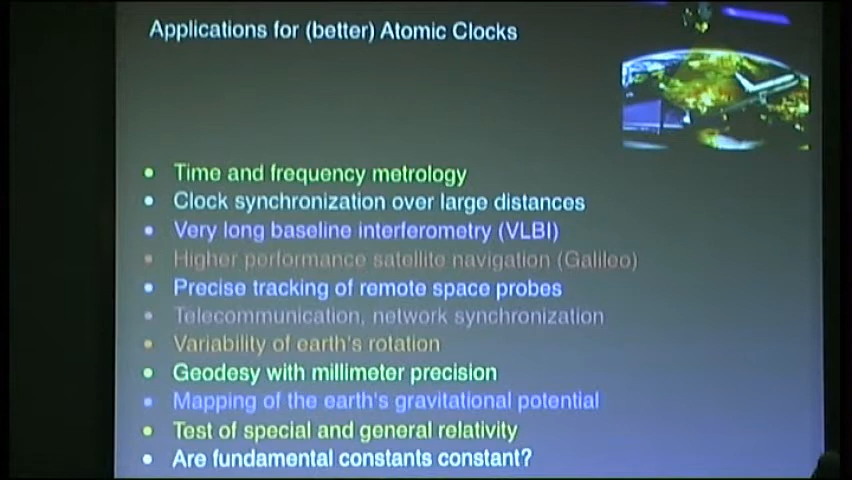 Applications for (better) Atomic Clocks
• Time and frequency metrology
• Clock synchronization over large distances
• Very long baseline interferometry (VLBI)
• Higher performance satellite navigation (Galileo)
• Precise tracking of remote space probes
• Telecommunication, network synchronization
• Variability of earth's rotation
• Geodesy with millimeter precision
• Mapping of the earth's gravitational potential
• Test of special and general relativity
• Are fundamental constants constant?